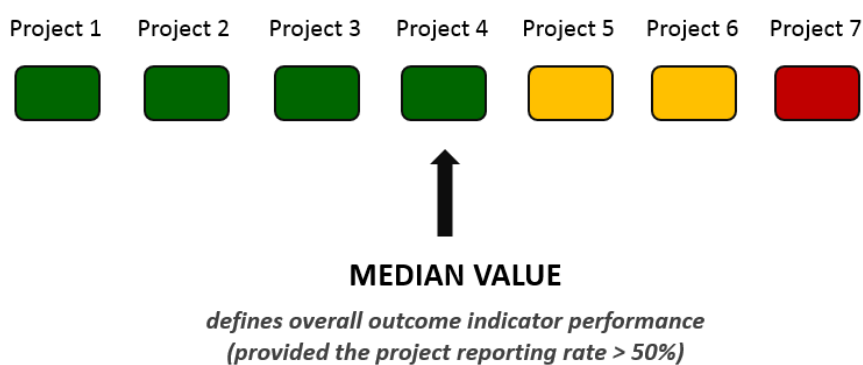 Project 1 Project 2 Project 3 Project 4 Project 5 Project 6 Project 7
MEDIAN VALUE
defines overall outcome indicator performance
(provided the project reporting rate > 50%)